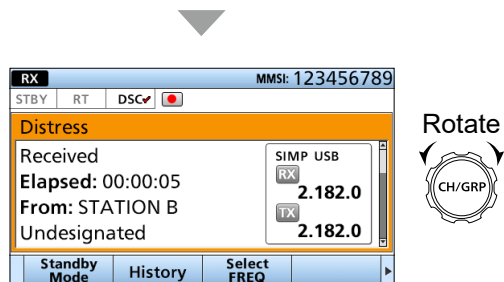 RX MMSI: 123456789
STBY RT DSC✔
Distress
Received
Elapsed: 00:00:05
From: STATION B
Undesignated
SIMP USB
RX
2.182.0
TX
2.182.0
Standby Mode History Select FREQ
Rotate
CH/GRP